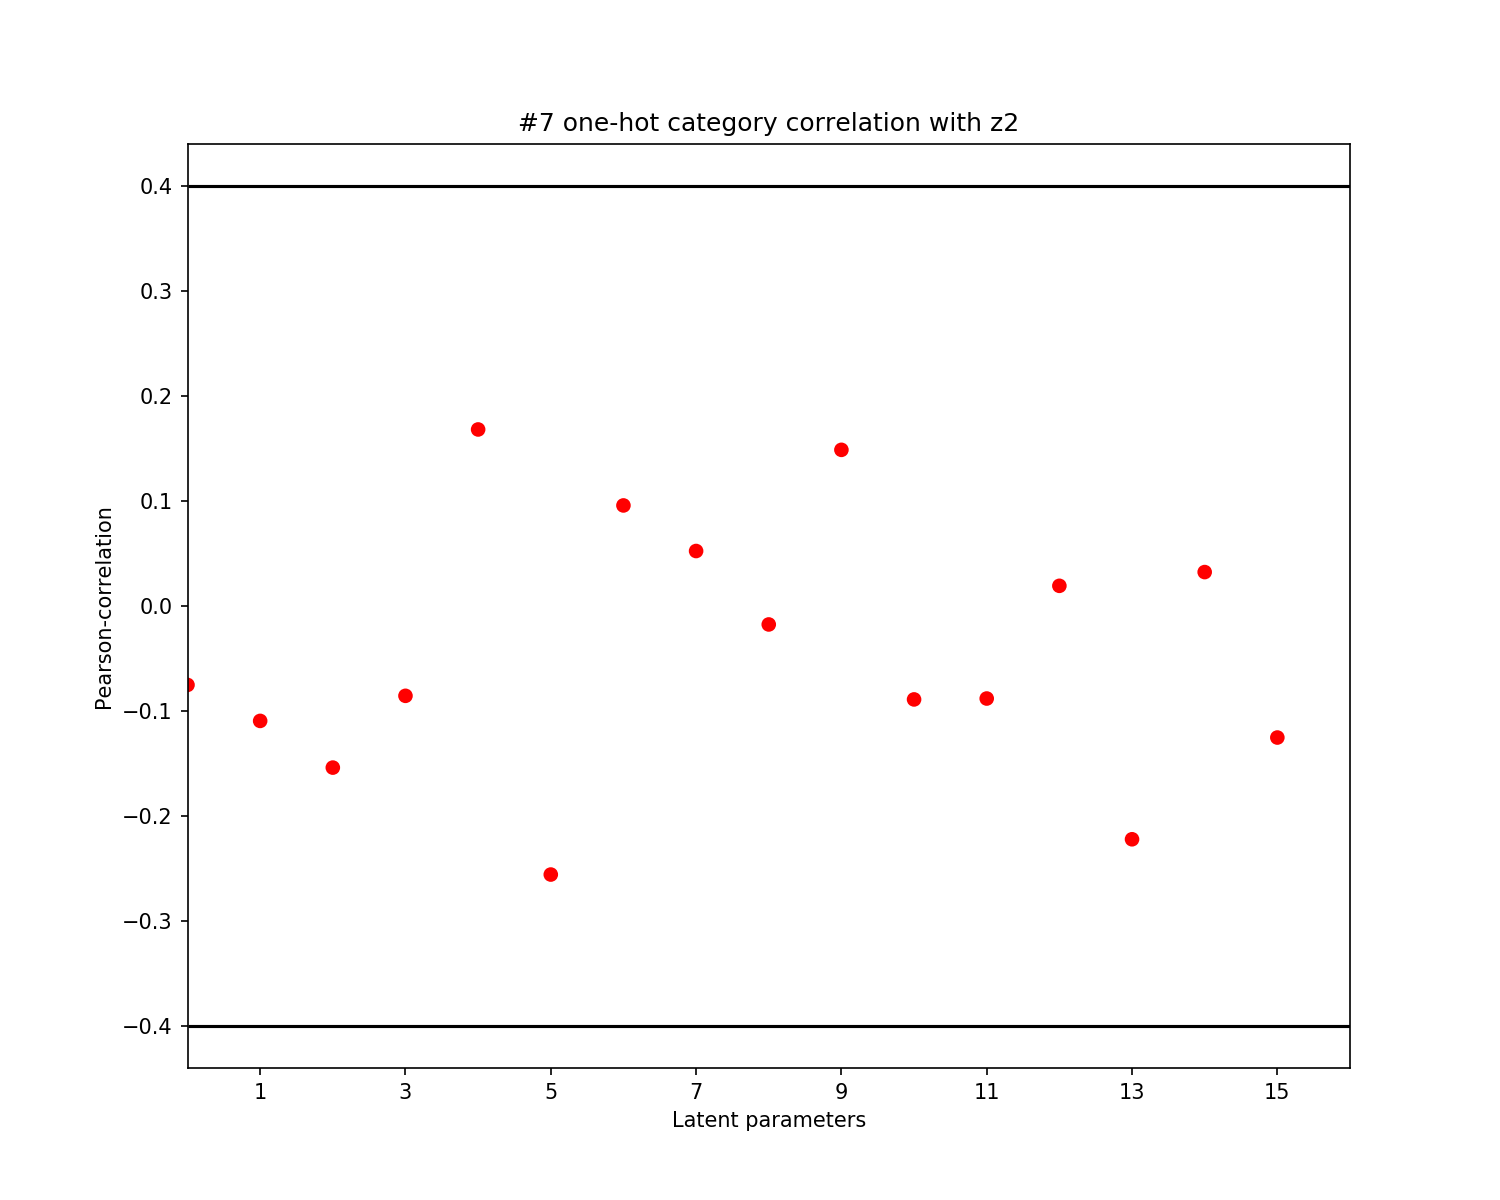 #7 one-hot category correlation with z2
0.4
0.3
0.2
0.1
0.0
−0.1
−0.2
−0.3
−0.4
Pearson-correlation
1 3 5 7 9 11 13 15
Latent parameters